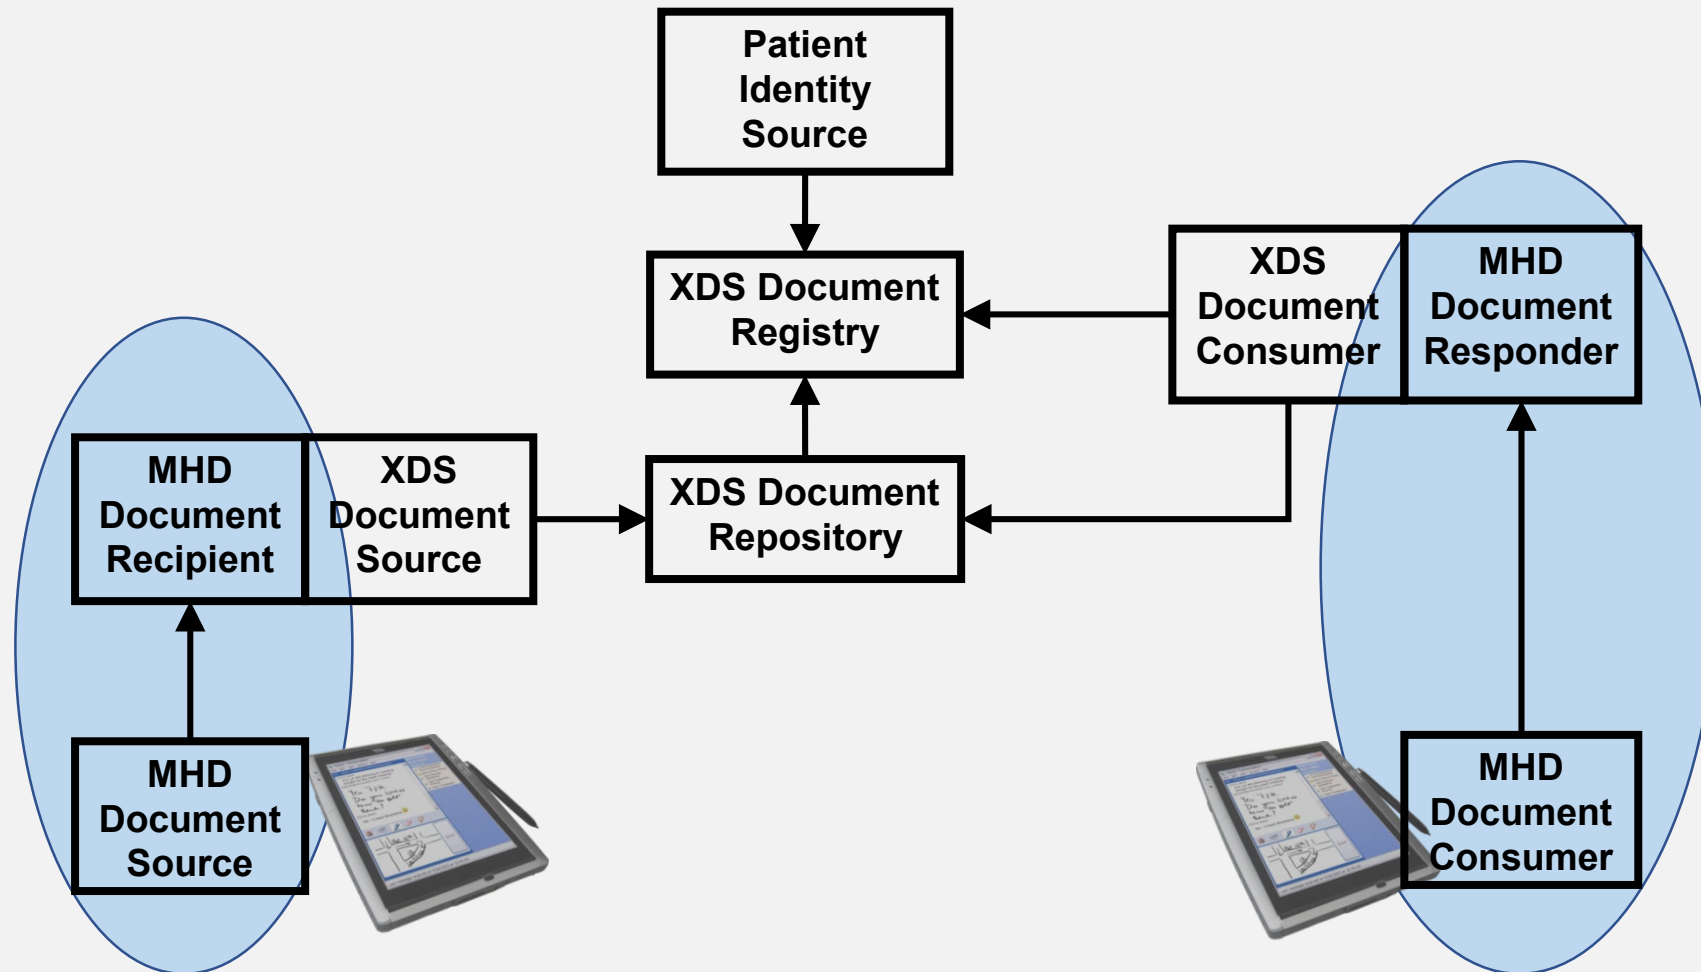 Patient
Identity
Source
XDS Document
Registry
XDS
Document
Consumer
MHD
Document
Responder
MHD
Document
Recipient
XDS
Document
Source
XDS Document
Repository
MHD
Document
Source
MHD
Document
Consumer